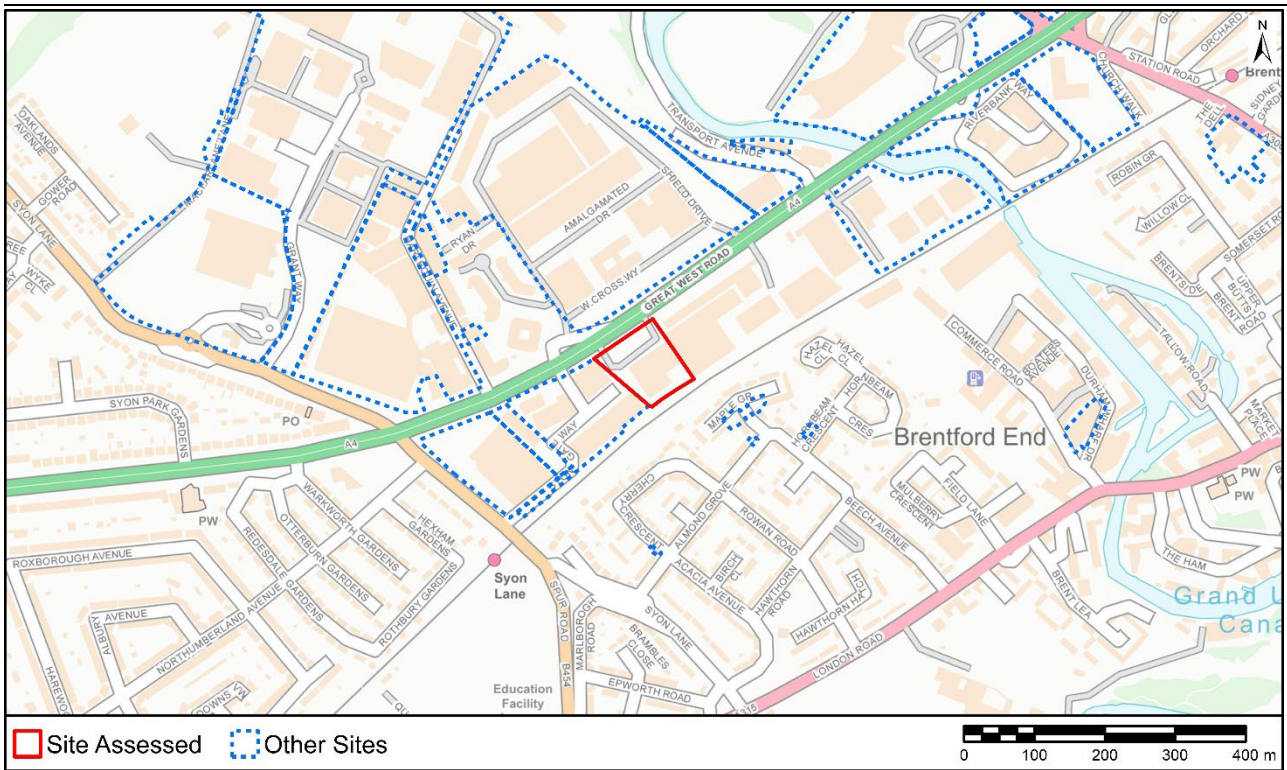 N
STATION ROAD
ORCHARD
Brent
SIDNEY
GARD
THE DELL
CHURCH WALK
RIVERBANK WAY
TRANSPORT AVENUE
A4
ROBIN GR
WILLOW CL
SOMERSET RO
BRENT ROAD
UPPER BUTTS
TALLOW ROAD
MARKET PLACE
OAKLANDS AVENUE
GOWER ROAD
SYON LANE
WYKE CL
GRANT WAY
RYAN DR
AMALGAMATED DR
SHIELD DRIVE
W.CROSS WY
GREAT WEST ROAD
COMMERCE ROAD
BOATERS AVENUE
DURHAM WHARF DR
HAZEL CL
HORNBEAM CRESCENT
MAPLE GR
Brentford End
SYON PARK GARDENS
PO
A4
PW
PW
PW
MULBERRY CRESCENT
FIELD LANE
BEECH AVENUE
CHERRY CRESCENT
ALMOND GROVE
ROWAN ROAD
BIRCH CL
ACACIA AVENUE
HAWTHORN ROAD
HAWTHORN HA
BRENT LEA
THE HAM
WARKWORTH GARDENS
HEXHAM GARDENS
OTTERBURN GARDENS
REDESDALE GARDENS
ROXBOROUGH AVENUE
NORTHUMBERLAND AVENUE
ROTHBURY GARDENS
ALBURY AVENUE
Syon Lane
SPUR ROAD
B454
MARLBOROUGH ROAD
SYON LANE
BRAMBLES CLOSE
EPWORTH ROAD
LONDON ROAD
A315
Grand U
Cana
Education Facility
Site Assessed
Other Sites
0 100 200 300 400 m